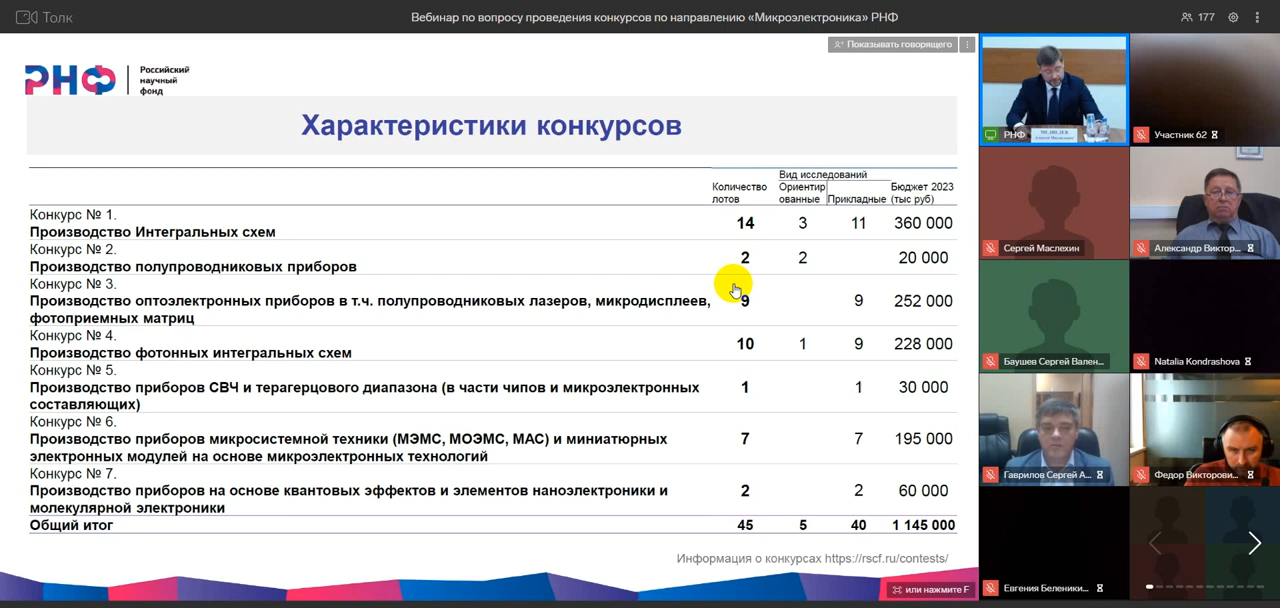 Толк
Вебинар по вопросу проведения конкурсов по направлению «Микроэлектроника» РНФ
177
Показывать говорящего
РНФ
Российский
научный
фонд
Характеристики конкурсов
Количество
лотов
Вид исследований
Ориентир
ованные
Прикладные
Бюджет 2023
(тыс руб)
Конкурс № 1.
Производство Интегральных схем
14 3 11 360 000
Конкурс № 2.
Производство полупроводниковых приборов
2 2 20 000
Конкурс № 3.
Производство оптоэлектронных приборов в т.ч. полупроводниковых лазеров, микродисплеев,
фотоприемных матриц
9 9 252 000
Конкурс № 4.
Производство фотонных интегральных схем
10 1 9 228 000
Конкурс № 5.
Производство приборов СВЧ и терагерцового диапазона (в части чипов и микроэлектронных
составляющих)
1 1 30 000
Конкурс № 6.
Производство приборов микросистемной техники (МЭМС, МОЭМС, МАС) и миниатюрных
электронных модулей на основе микроэлектронных технологий
7 7 195 000
Конкурс № 7.
Производство приборов на основе квантовых эффектов и элементов наноэлектроники и
молекулярной электроники
2 2 60 000
Общий итог 45 5 40 1 145 000
Информация о конкурсах https://rscf.ru/contests/
или нажмите F
РНФ
Участник 62
Сергей Маслехин
Александр Виктор...
Баушев Сергей Вален...
Natalia Kondrashova
Гаврилов Сергей А...
Федор Викторови...
Евгения Беленики...